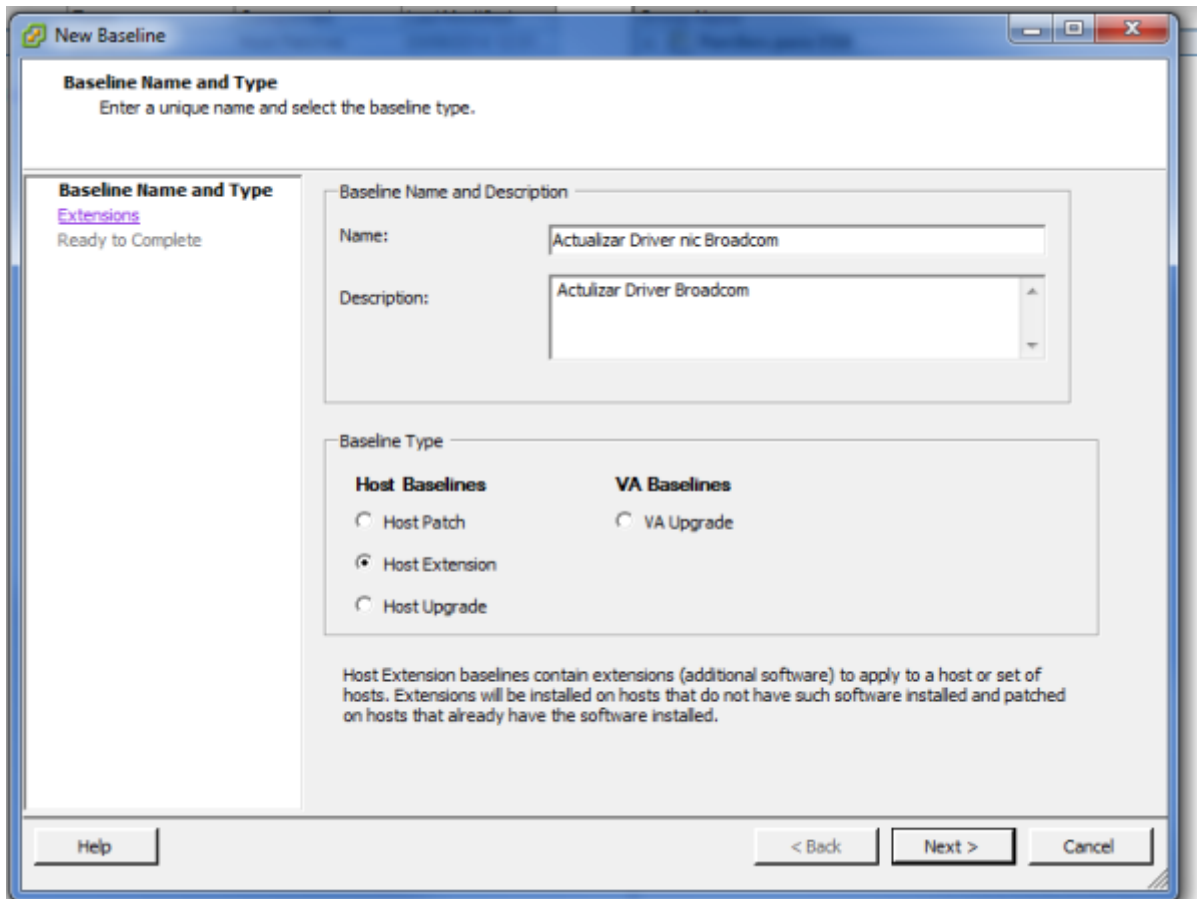 New Baseline
Baseline Name and Type
Enter a unique name and select the baseline type.
Baseline Name and Type
Extensions
Ready to Complete
Baseline Name and Description
Name:
Actualizar Driver nic Broadcom
Description:
Actulizar Driver Broadcom
Baseline Type
Host Baselines
VA Baselines
Host Patch
VA Upgrade
Host Extension
Host Upgrade
Host Extension baselines contain extensions (additional software) to apply to a host or set of
hosts. Extensions will be installed on hosts that do not have such software installed and patched
on hosts that already have the software installed.
Help
< Back
Next >
Cancel